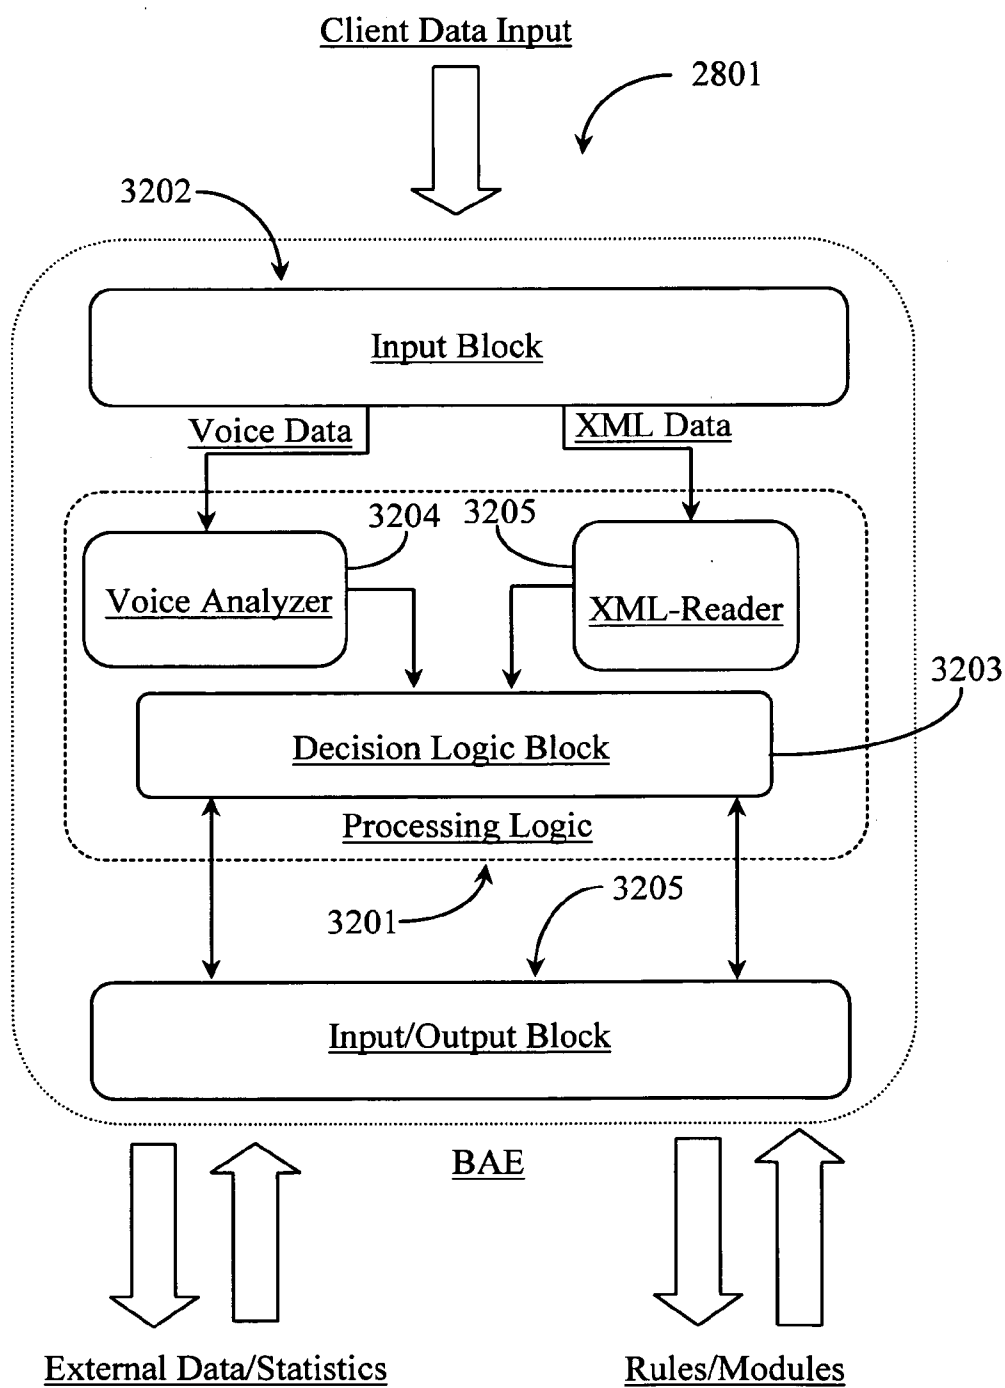 Client Data Input
2801
3202
Input Block
Voice Data
XML Data
3204
3205
Voice Analyzer
XML-Reader
3203
Decision Logic Block
Processing Logic
3201
3205
Input/Output Block
BAE
External Data/Statistics
Rules/Modules